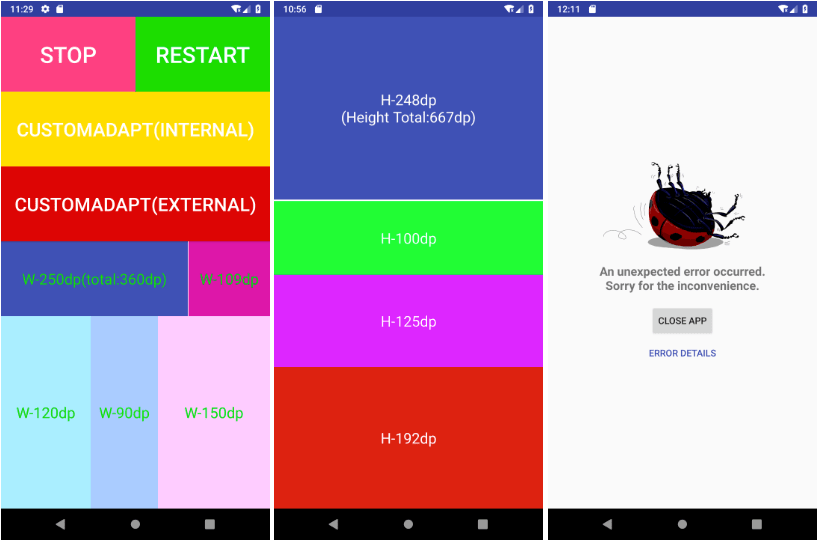 11:29
STOP
RESTART
CUSTOMADAPT(INTERNAL)
CUSTOMADAPT(EXTERNAL)
W-250dp(total:360dp)
W-109dp
W-120dp
W-90dp
W-150dp
10:56
H-248dp
(Height Total:667dp)
H-100dp
H-125dp
H-192dp
12:11
An unexpected error occurred.
Sorry for the inconvenience.
CLOSE APP
ERROR DETAILS